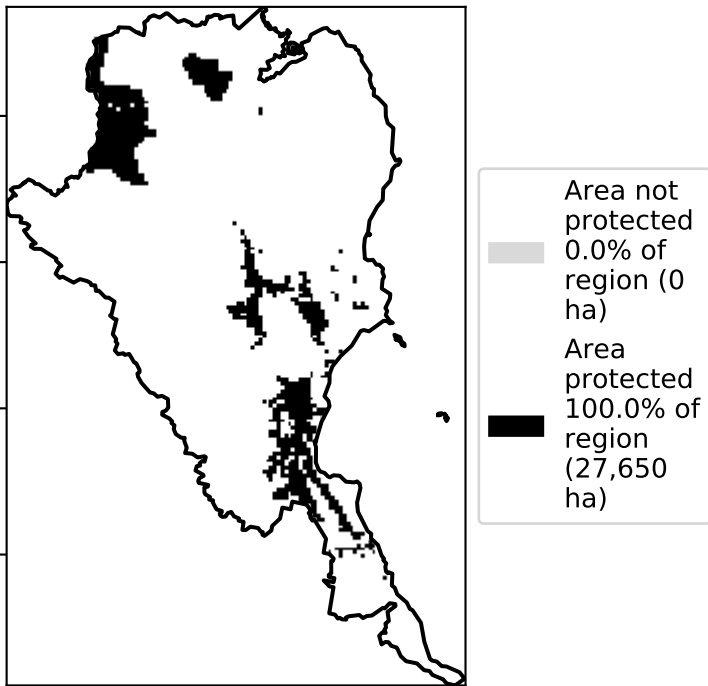 Area not
protected
0.0% of
region (0
ha)
Area
protected
100.0% of
region
(27,650
ha)